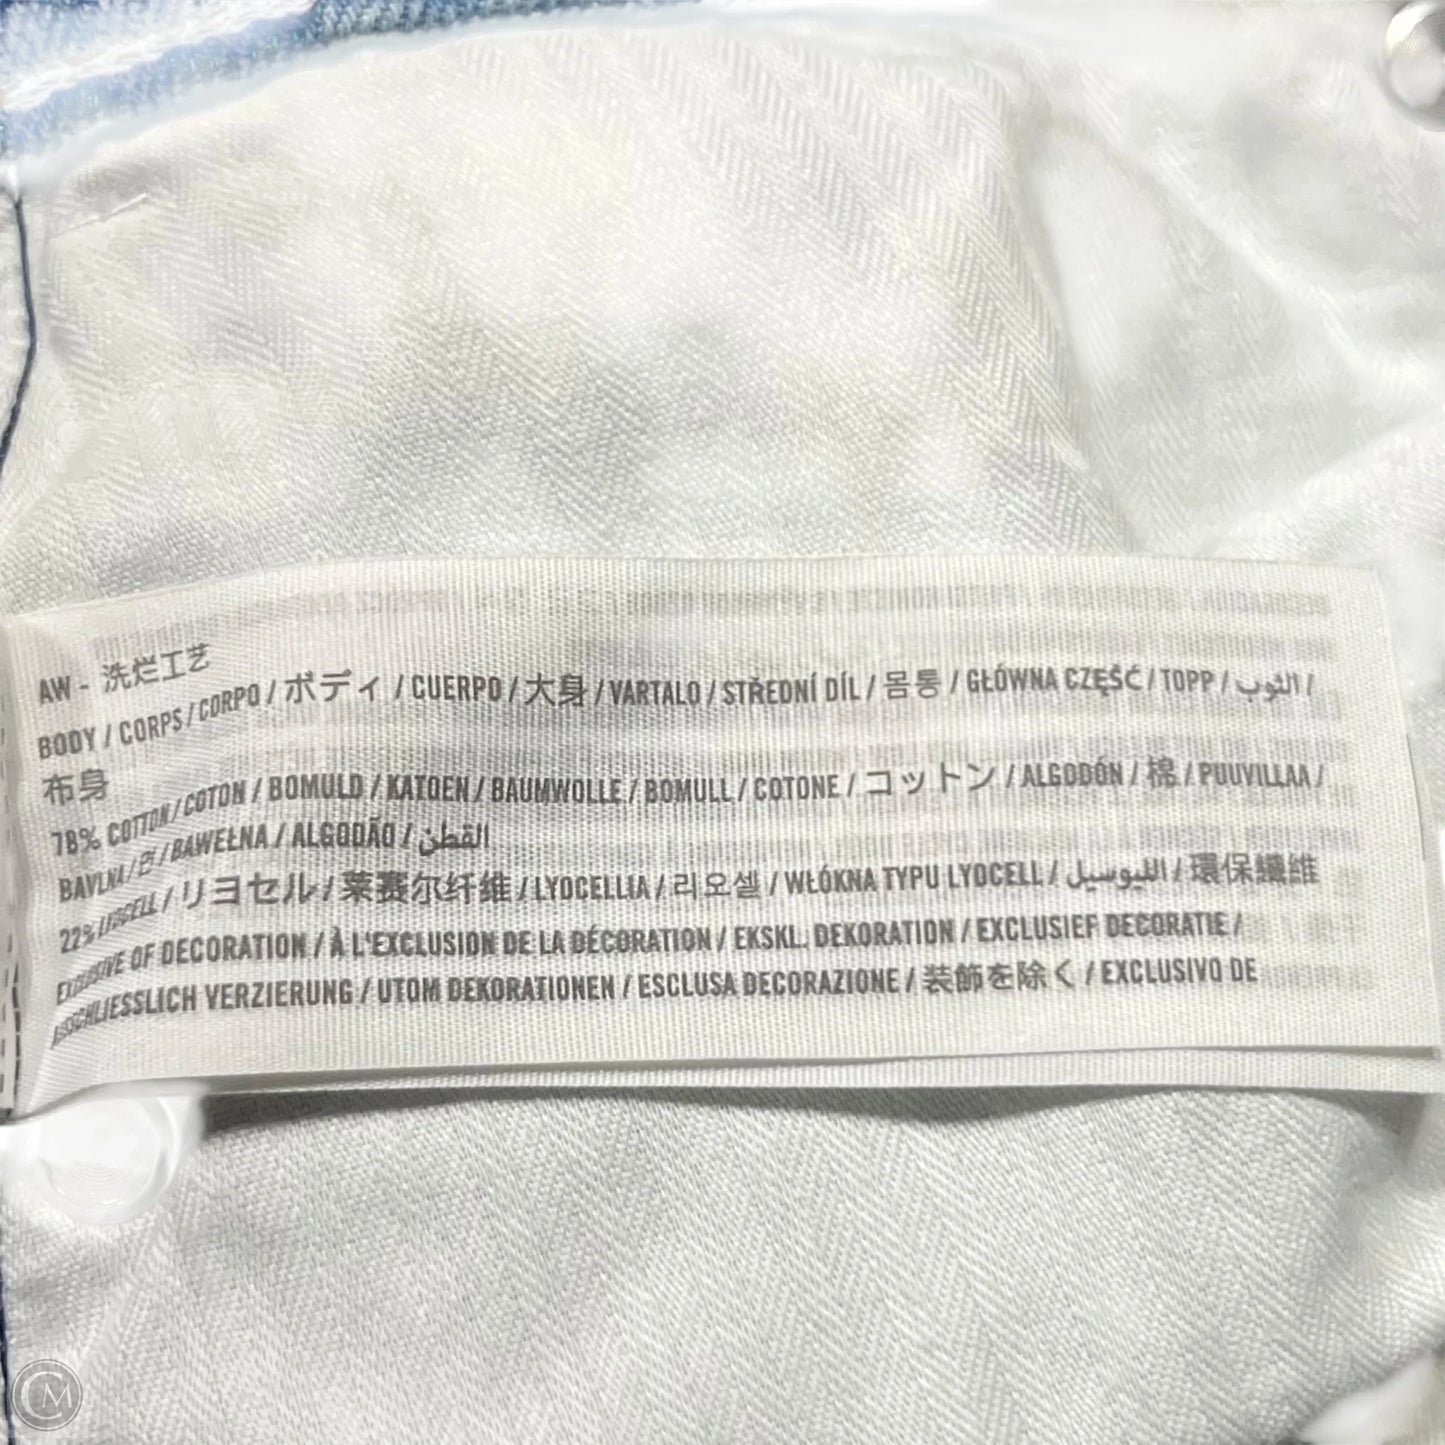 AW - 洗烂工艺
BODY / CORPS / CORPO / ボディ / CUERPO / 大身 / VARTALO / STŘEDNÍ DÍL / 몸통 / GŁÓWNA CZĘŚĆ / TOPP / الثوب /
布身
78% COTTON / COTON / BOMULD / KATOEN / BAUMWOLLE / BOMULL / COTONE / コットン / ALGODÓN / 棉 / PUUVILLAA /
BAVLNA / 면 / BAWEŁNA / ALGODÃO / القطن
22% LYOCELL / リヨセル /莱赛尔纤维 / LYOCELLIA / 리오셀 / WŁÓKNA TYPU LYOCELL / الليوسيل / 環保纖維
EXCLUSIVE OF DECORATION / À L'EXCLUSION DE LA DÉCORATION / EKSKL. DEKORATION / EXCLUSIEF DECORATIE /
AUSSCHLIESSLICH VERZIERUNG / UTOM DEKORATIONEN / ESCLUSA DECORAZIONE / 装飾を除く / EXCLUSIVO DE
CM